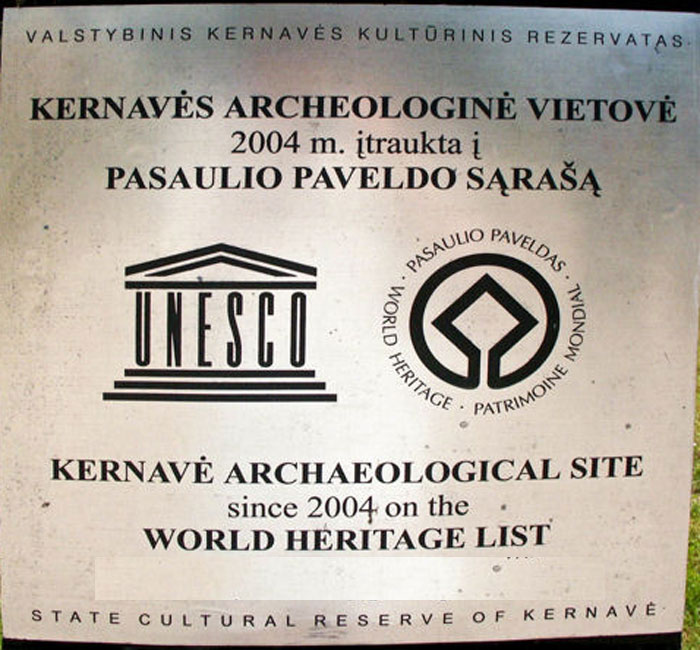 VALSTYBINIS KERNAVĖS KULTŪRINIS REZERVATAS
KERNAVĖS ARCHEOLOGINĖ VIETOVĖ
2004 m. įtraukta į
PASAULIO PAVELDO SĄRAŠĄ
UNESCO
· PASAULIO PAVELDAS ·
WORLD HERITAGE · PATRIMOINE MONDIAL
KERNAVĖ ARCHAEOLOGICAL SITE
since 2004 on the
WORLD HERITAGE LIST
STATE CULTURAL RESERVE OF KERNAVĖ